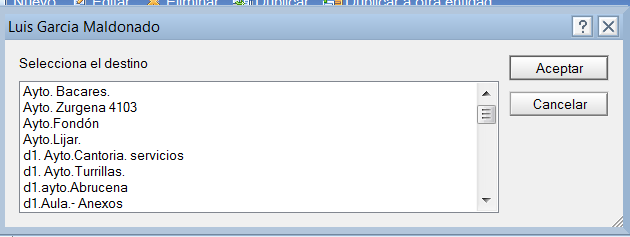 Nuevo Editar Eliminar Duplicar Duplicar a otra entidad
Luis Garcia Maldonado
?
Selecciona el destino
Aceptar
Cancelar
Ayto. Bacares.
Ayto. Zurgena 4103
Ayto.Fondón
Ayto.Lijar.
d1. Ayto.Cantoria. servicios
d1. Ayto.Turrillas.
d1.ayto.Abrucena
d1.Aula.- Anexos